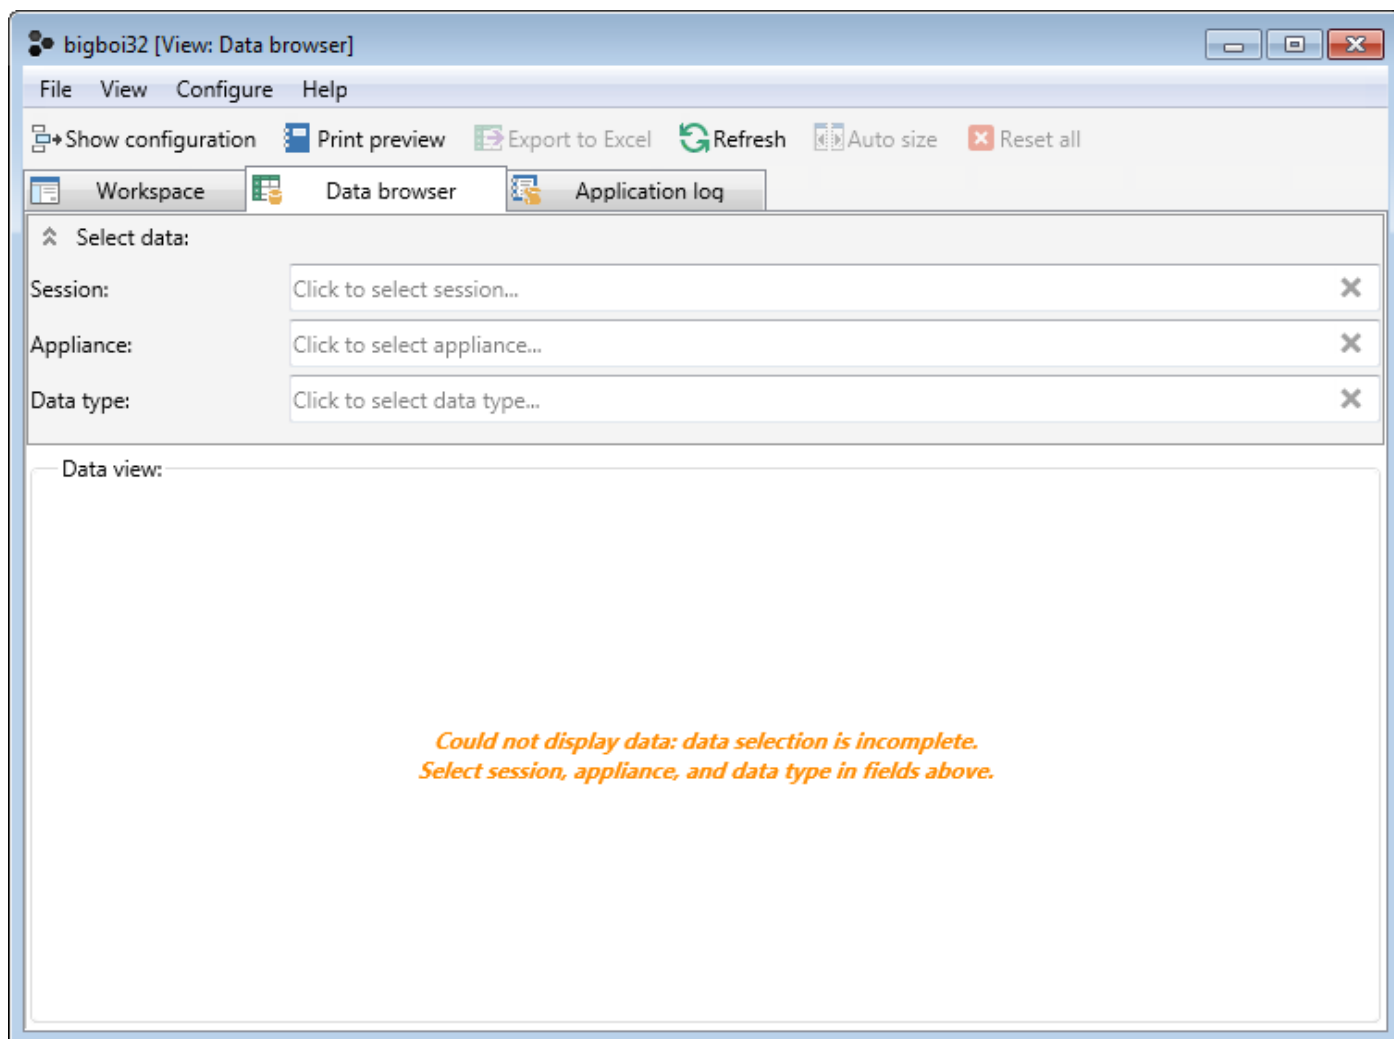 bigboi32 [View: Data browser]
File View Configure Help
Show configuration Print preview Export to Excel Refresh Auto size Reset all
Workspace Data browser Application log
Select data:
Session: Click to select session...
Appliance: Click to select appliance...
Data type: Click to select data type...
Data view:
Could not display data: data selection is incomplete.
Select session, appliance, and data type in fields above.